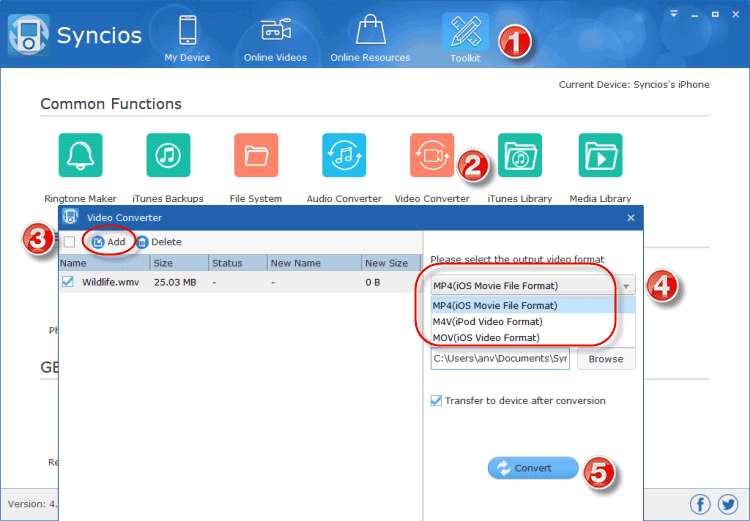 Syncios
My Device
Online Videos
Online Resources
Toolkit
1
Current Device: Syncios's iPhone
Common Functions
2
Ringtone Maker
iTunes Backups
File System
Audio Converter
Video Converter
iTunes Library
Media Library
Video Converter
3
Add
Delete
Name
Size
Status
New Name
New Size
Wildlife.wmv
25.03 MB
-
-
0 B
Please select the output video format
MP4(iOS Movie File Format)
4
MP4(iOS Movie File Format)
M4V(iPod Video Format)
MOV(iOS Video Format)
C:\Users\anv\Documents\Syr
Browse
Transfer to device after conversion
Convert
5
Ph
GE
Re
Version: 4.